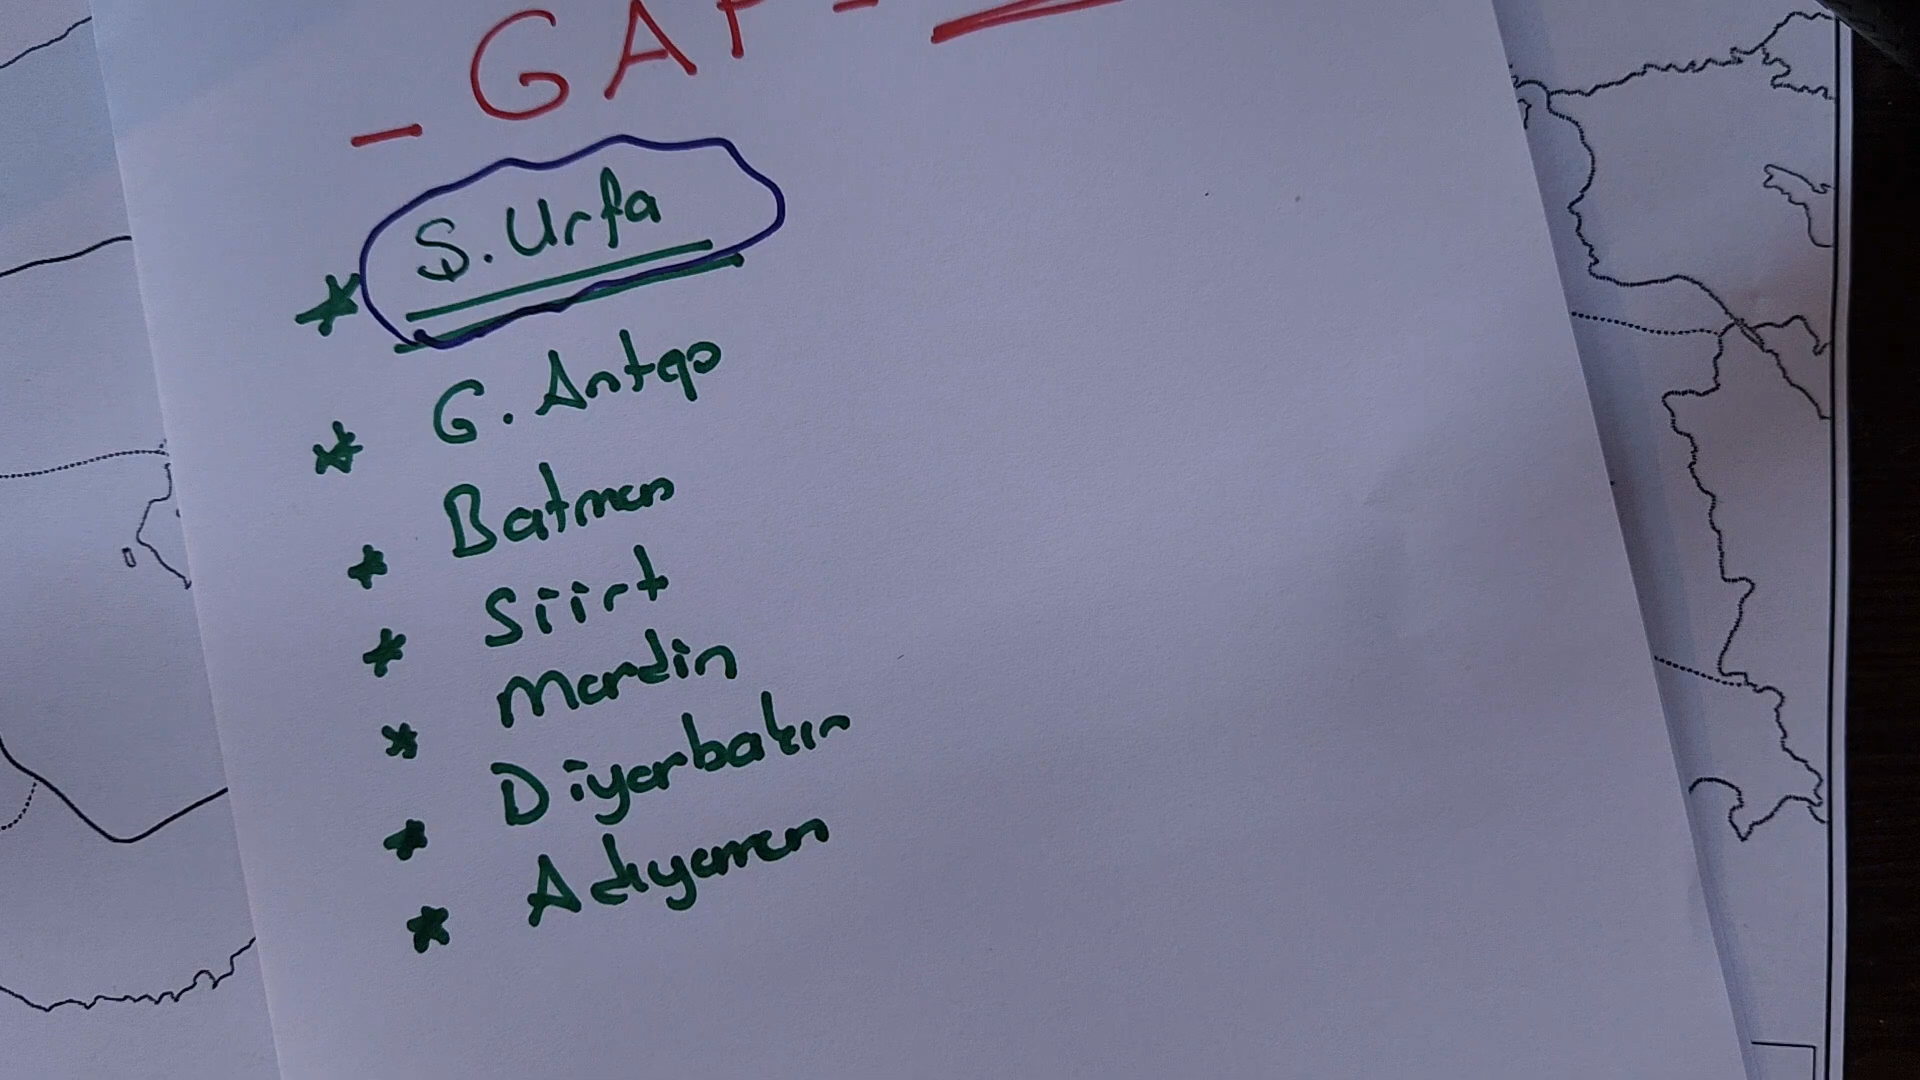 - GAP -
Ş.Urfa
* G. Antep
* Batman
* Siirt
* Mardin
* Diyarbakır
* Adıyaman